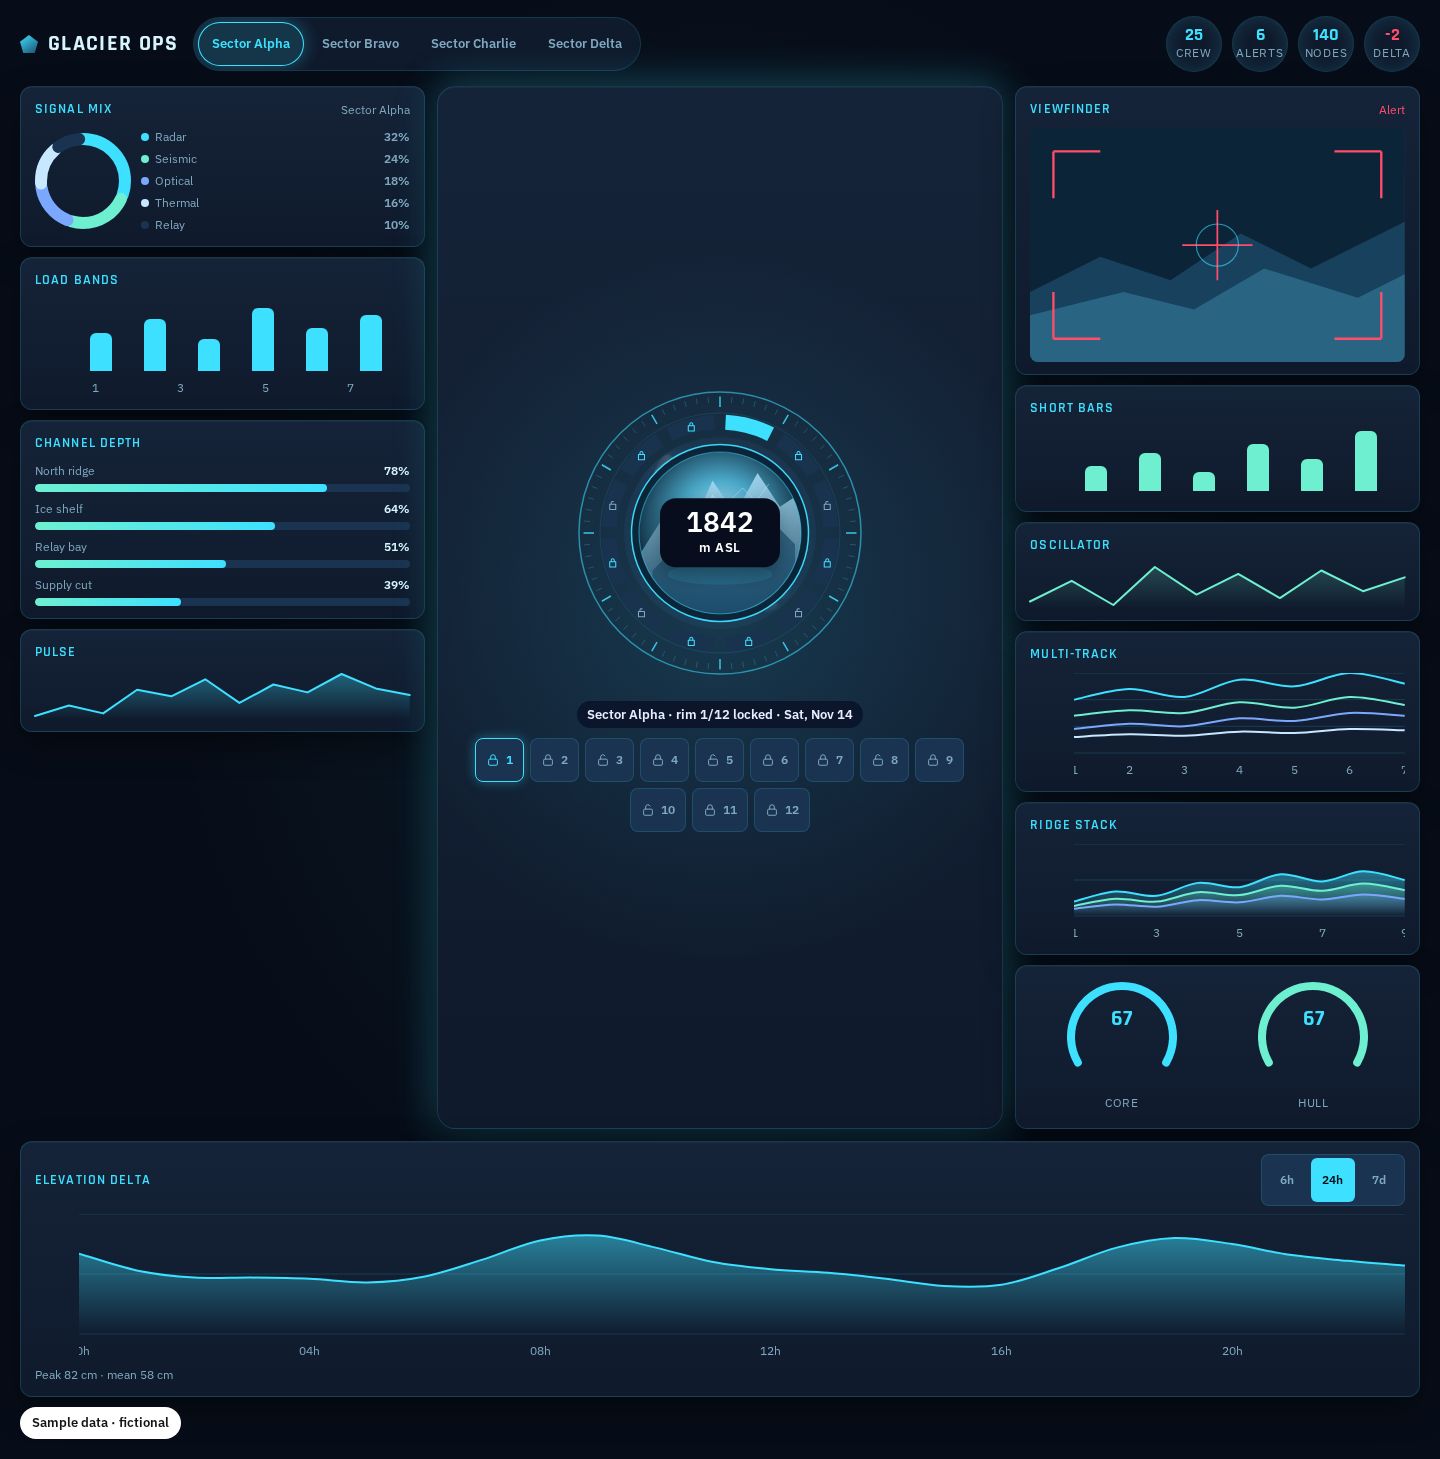 GLACIER OPS
Sector Alpha
Sector Bravo
Sector Charlie
Sector Delta
25
CREW
6
ALERTS
140
NODES
-2
DELTA
SIGNAL MIX
Sector Alpha
Radar 32%
Seismic 24%
Optical 18%
Thermal 16%
Relay 10%
LOAD BANDS
1 3 5 7
CHANNEL DEPTH
North ridge 78%
Ice shelf 64%
Relay bay 51%
Supply cut 39%
PULSE
1842
m ASL
Sector Alpha · rim 1/12 locked · Sat, Nov 14
1 2 3 4 5 6 7 8 9
10 11 12
VIEWFINDER
Alert
SHORT BARS
OSCILLATOR
MULTI-TRACK
1 2 3 4 5 6 7
RIDGE STACK
1 3 5 7 9
67
CORE
67
HULL
ELEVATION DELTA
6h 24h 7d
0h 04h 08h 12h 16h 20h
Peak 82 cm · mean 58 cm
Sample data · fictional